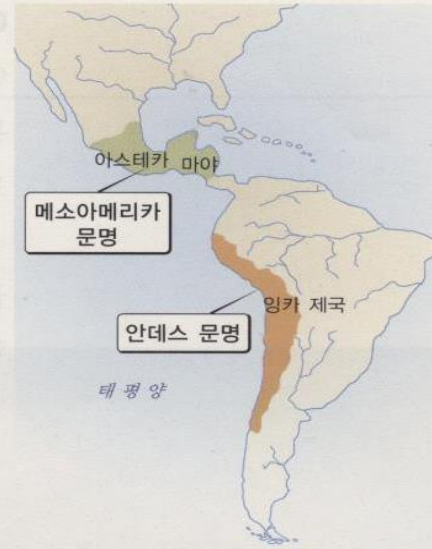 아스테카 마야
메소아메리카
문명
잉카 제국
안데스 문명
태평양